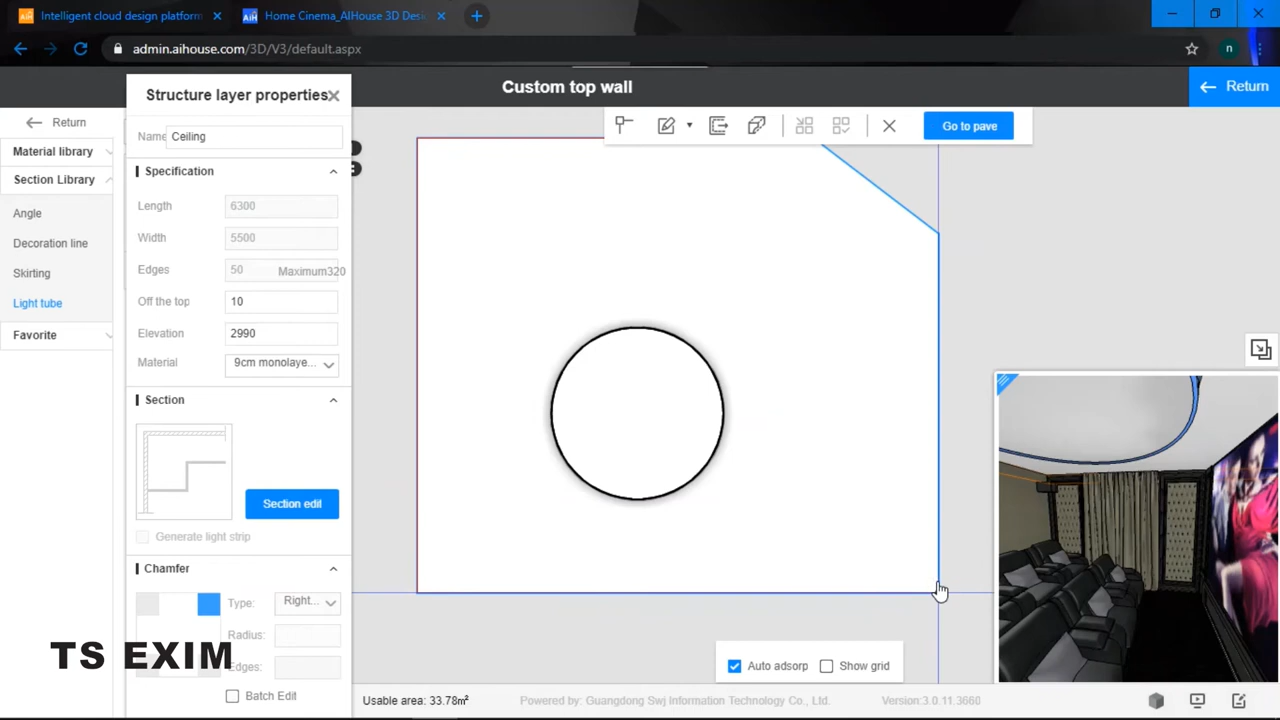 Intelligent cloud design platform
Home Cinema_AIHouse 3D Desi
admin.aihouse.com/3D/V3/default.aspx
n
Custom top wall
Return
Go to pave
Return
Material library
Section Library
Angle
Decoration line
Skirting
Light tube
Favorite
Structure layer properties
Name
Ceiling
Specification
Length
6300
Width
5500
Edges
50
Maximum320
Off the top
10
Elevation
2990
Material
9cm monolaye...
Section
Section edit
Generate light strip
Chamfer
Type:
Right...
Radius:
Edges:
Batch Edit
TS EXIM
Auto adsorp
Show grid
Usable area: 33.78m²
Powered by: Guangdong Swj Information Technology Co., Ltd.
Version:3.0.11.3660